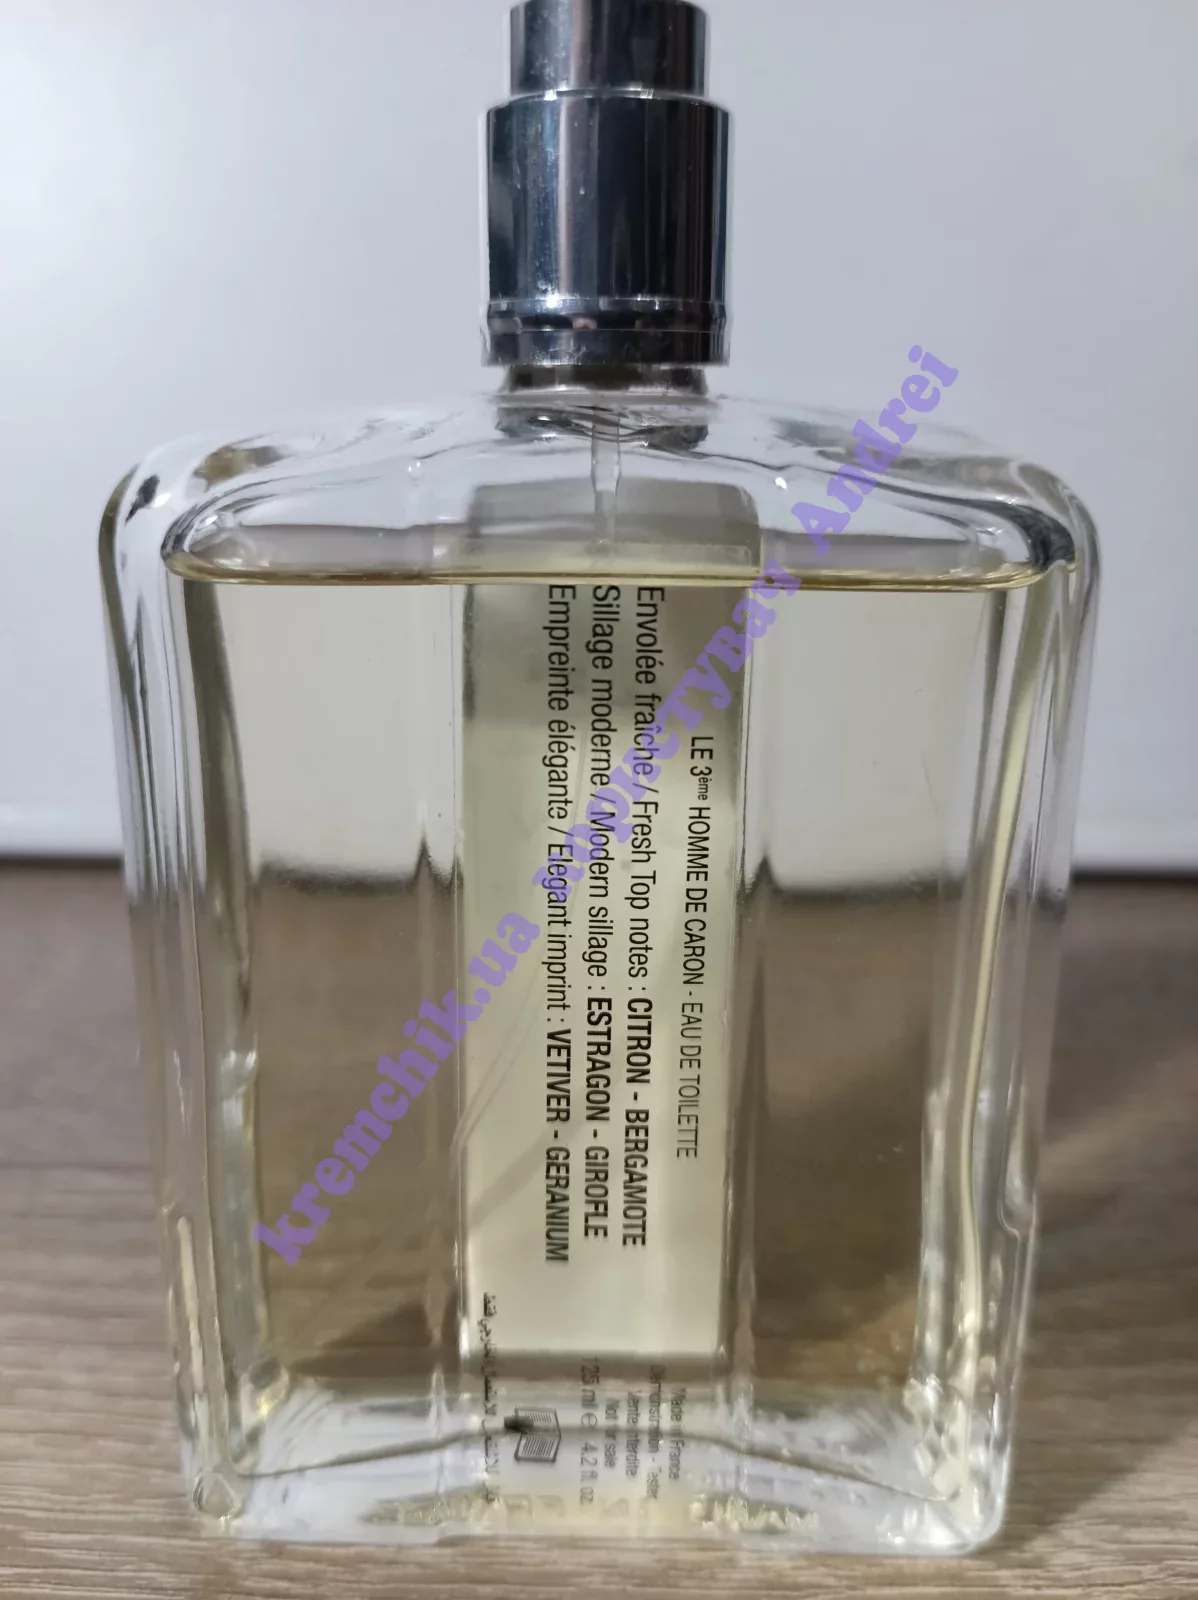 LE 3ème HOMME DE CARON - EAU DE TOILETTE
Envolée fraîche / Fresh Top notes : CITRON - BERGAMOTE
Sillage moderne / Modern sillage : ESTRAGON - GIROFLE
Empreinte élégante / Elegant imprint : VETIVER - GERANIUM
Made in France
Demonstration - Tester
Vente interdite
Not for sale
125 ml e 4.2 fl. oz
kremchik.ua парнетуВау Andrei